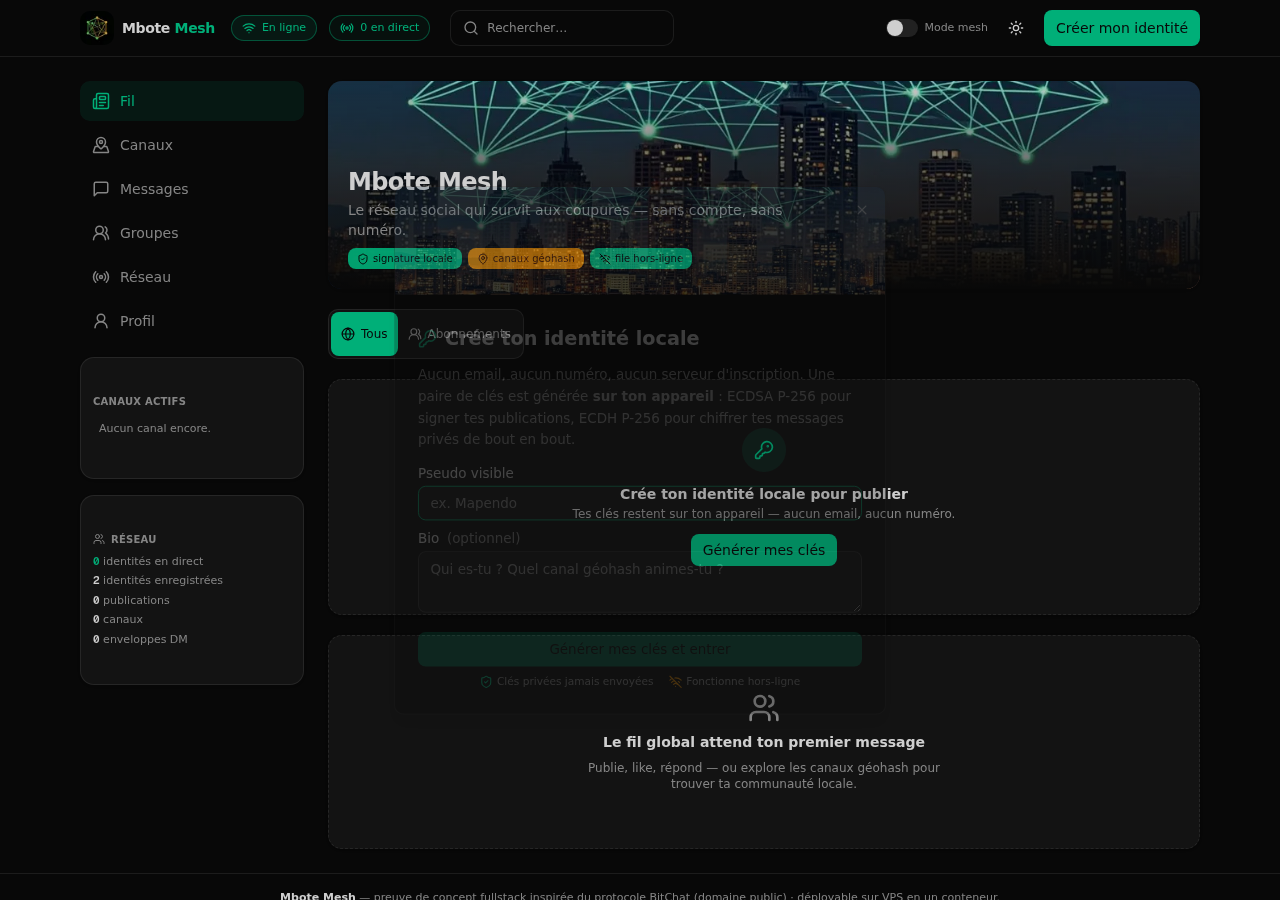 Mbote Mesh
En ligne
0 en direct
Rechercher…
Mode mesh
Créer mon identité
Fil
Canaux
Messages
Groupes
Réseau
Profil
CANAUX ACTIFS
Aucun canal encore.
RÉSEAU
0 identités en direct
2 identités enregistrées
0 publications
0 canaux
0 enveloppes DM
Mbote Mesh
Le réseau social qui survit aux coupures — sans compte, sans
numéro.
signature locale
canaux géohash
file hors-ligne
Tous
Abonnements
Crée ton identité locale
Aucun email, aucun numéro, aucun serveur d'inscription. Une
paire de clés est générée sur ton appareil : ECDSA P-256 pour
signer tes publications, ECDH P-256 pour chiffrer tes messages
privés de bout en bout.
Pseudo visible
ex. Mapendo
Bio (optionnel)
Qui es-tu ? Quel canal géohash animes-tu ?
Générer mes clés et entrer
Clés privées jamais envoyées
Fonctionne hors-ligne
Crée ton identité locale pour publier
Tes clés restent sur ton appareil — aucun email, aucun numéro.
Générer mes clés
Le fil global attend ton premier message
Publie, like, répond — ou explore les canaux géohash pour
trouver ta communauté locale.
Mbote Mesh — preuve de concept fullstack inspirée du protocole BitChat (domaine public) · déployable sur VPS en un conteneur